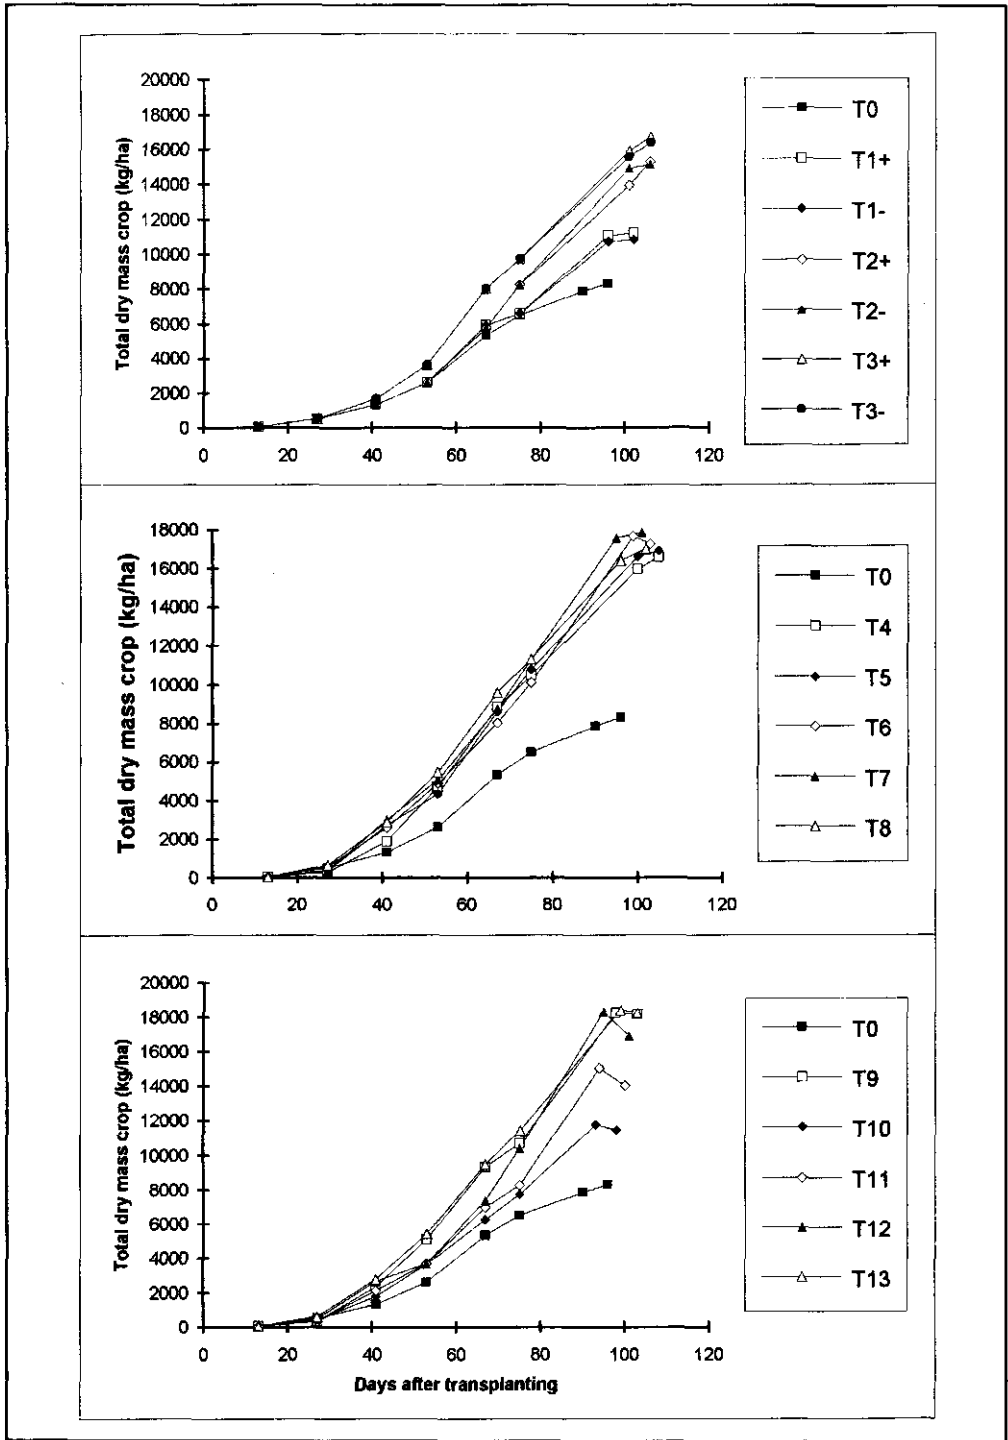 Total dry mass crop (kg/ha)
20000
18000
16000
14000
12000
10000
8000
6000
4000
2000
0
0 20 40 60 80 100 120
T0
T1+
T1-
T2+
T2-
T3+
T3-
Total dry mass crop (kg/ha)
18000
16000
14000
12000
10000
8000
6000
4000
2000
0
0 20 40 60 80 100 120
T0
T4
T5
T6
T7
T8
Total dry mass crop (kg/ha)
20000
18000
16000
14000
12000
10000
8000
6000
4000
2000
0
0 20 40 60 80 100 120
Days after transplanting
T0
T9
T10
T11
T12
T13